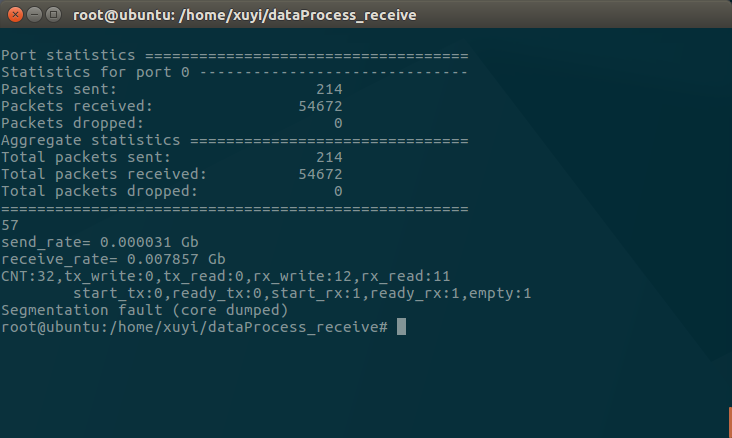 root@ubuntu: /home/xuyi/dataProcess_receive
Port statistics ====================================
Statistics for port 0 ------------------------------
Packets sent:                      214
Packets received:                54672
Packets dropped:                     0
Aggregate statistics ===============================
Total packets sent:                214
Total packets received:          54672
Total packets dropped:               0
====================================================
57
send_rate= 0.000031 Gb
receive_rate= 0.007857 Gb
CNT:32,tx_write:0,tx_read:0,rx_write:12,rx_read:11
        start_tx:0,ready_tx:0,start_rx:1,ready_rx:1,empty:1
Segmentation fault (core dumped)
root@ubuntu:/home/xuyi/dataProcess_receive#